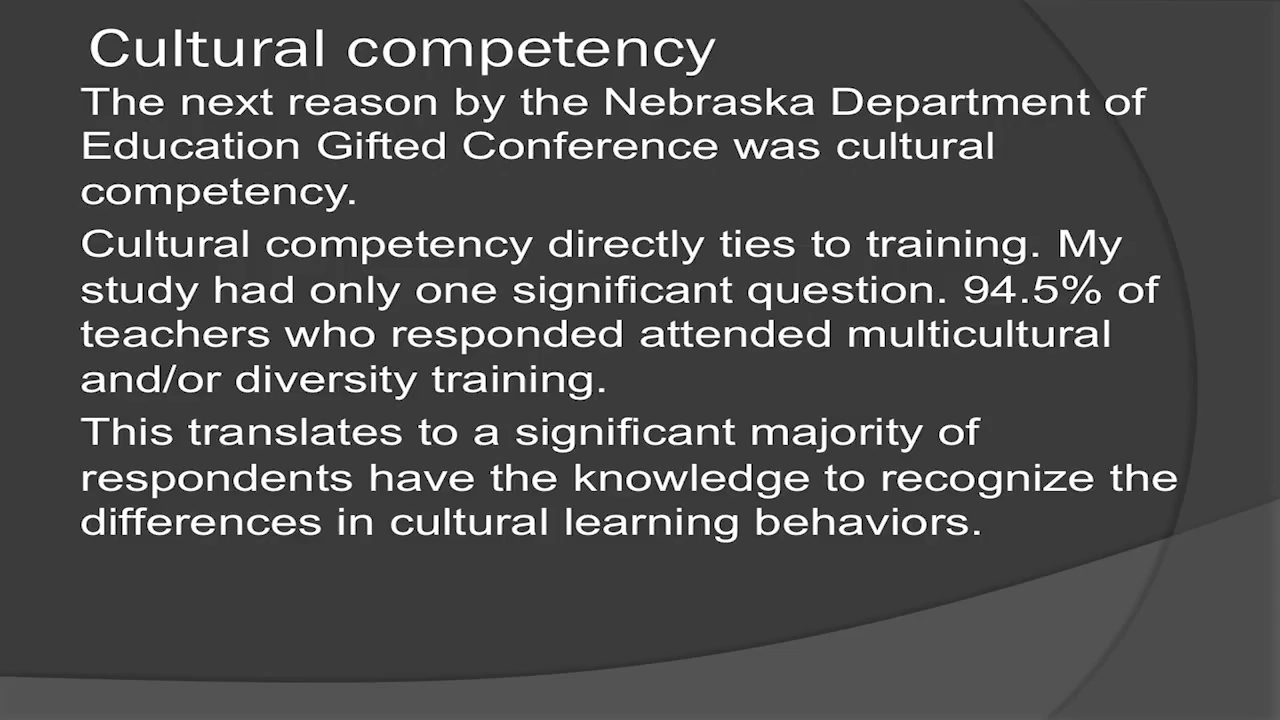 Cultural competency
The next reason by the Nebraska Department of
Education Gifted Conference was cultural
competency.
Cultural competency directly ties to training. My
study had only one significant question. 94.5% of
teachers who responded attended multicultural
and/or diversity training.
This translates to a significant majority of
respondents have the knowledge to recognize the
differences in cultural learning behaviors.